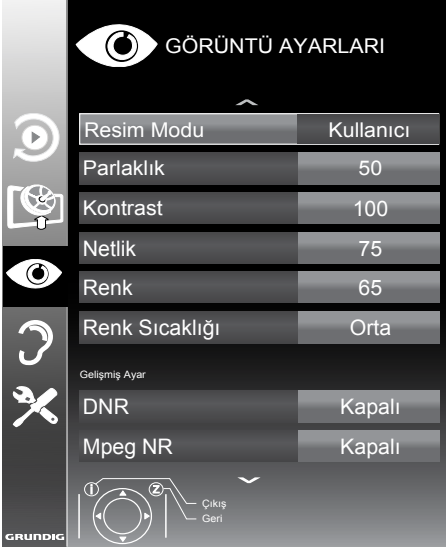 GÖRÜNTÜ AYARLARI
Resim Modu Kullanıcı
Parlaklık 50
Kontrast 100
Netlik 75
Renk 65
Renk Sıcaklığı Orta
Gelişmiş Ayar
DNR Kapalı
Mpeg NR Kapalı
i Z
Çıkış
Geri
GRUNDIG